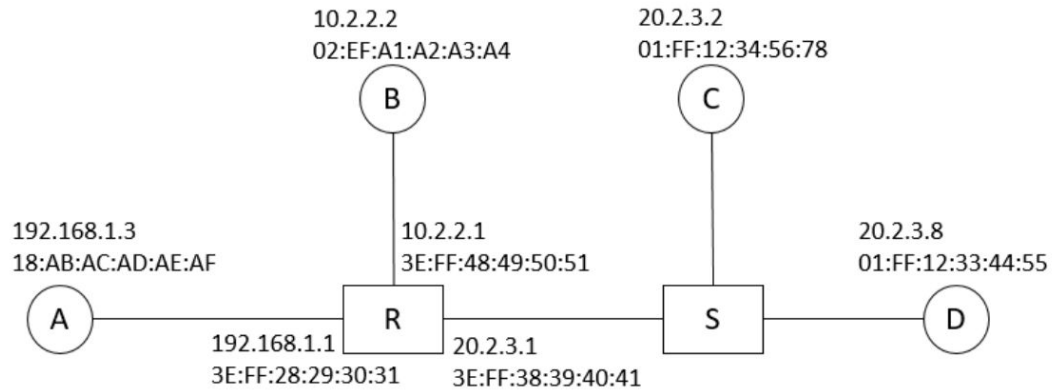 10.2.2.2
02:EF:A1:A2:A3:A4
B
20.2.3.2
01:FF:12:34:56:78
C
192.168.1.3
18:AB:AC:AD:AE:AF
A
10.2.2.1
3E:FF:48:49:50:51
R
192.168.1.1
3E:FF:28:29:30:31
20.2.3.1
3E:FF:38:39:40:41
S
20.2.3.8
01:FF:12:33:44:55
D